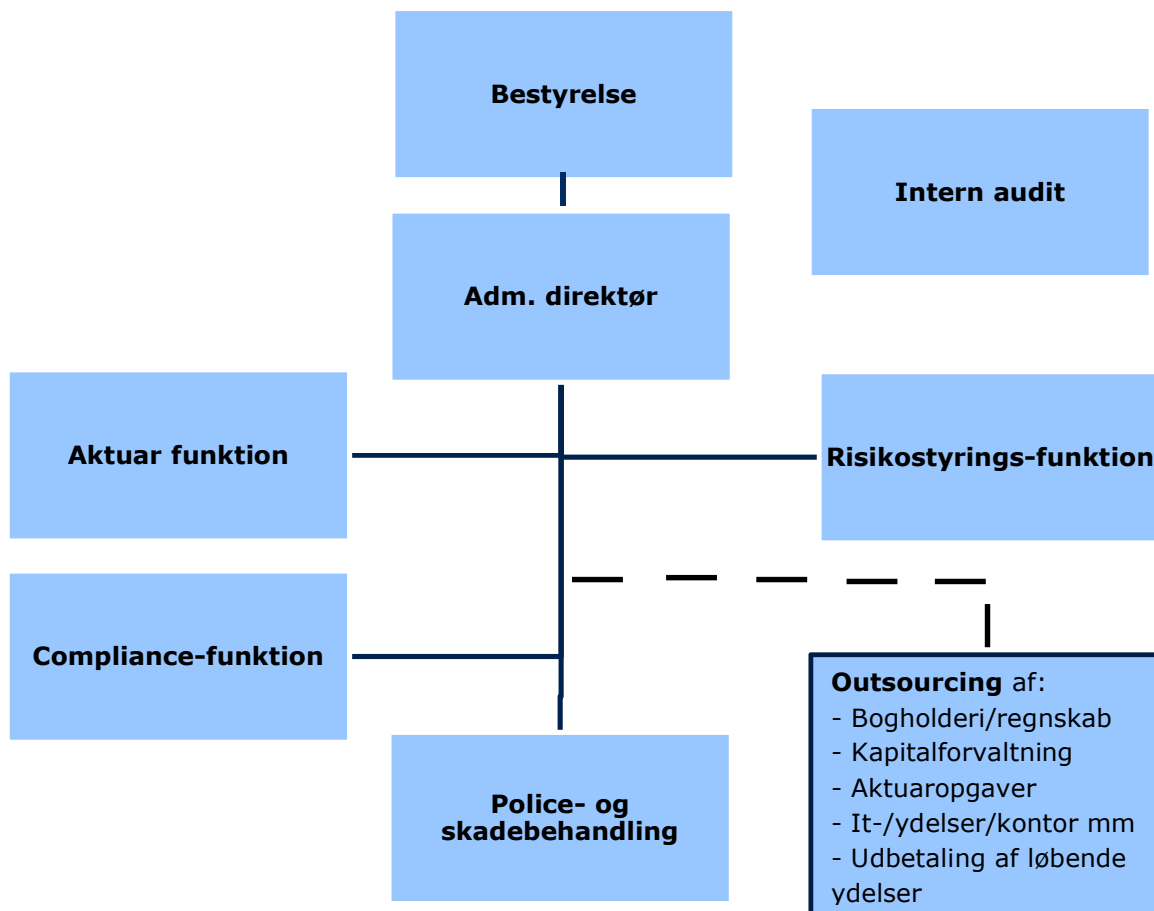 Bestyrelse
Intern audit
Adm. direktør
Aktuar funktion
Risikostyrings-funktion
Compliance-funktion
Police- og
skadebehandling
Outsourcing af:
- Bogholderi/regnskab
- Kapitalforvaltning
- Aktuaropgaver
- It-/ydelser/kontor mm
- Udbetaling af løbende
ydelser